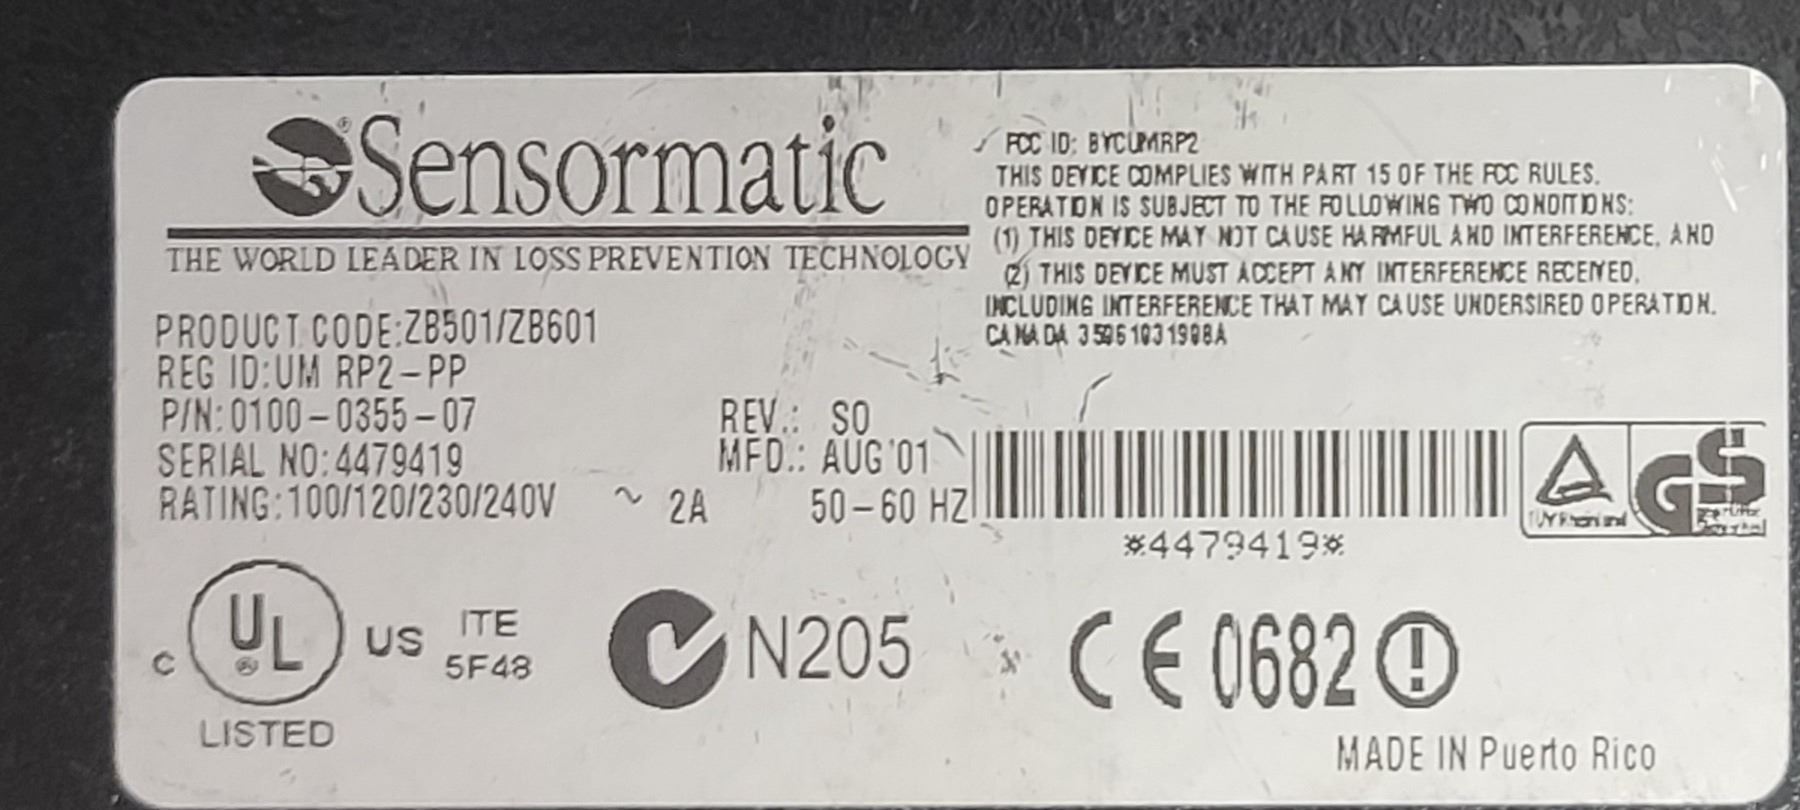 Sensormatic
THE WORLD LEADER IN LOSS PREVENTION TECHNOLOGY
FCC ID: BYCUMRP2
THIS DEVICE COMPLIES WITH PART 15 OF THE FCC RULES.
OPERATION IS SUBJECT TO THE FOLLOWING TWO CONDITIONS:
(1) THIS DEVICE MAY NOT CAUSE HARMFUL AND INTERFERENCE, AND
(2) THIS DEVICE MUST ACCEPT ANY INTERFERENCE RECEIVED,
INCLUDING INTERFERENCE THAT MAY CAUSE UNDERSIRED OPERATION.
CANADA
PRODUCT CODE:ZB501/ZB601
REG ID:UM RP2-PP
P/N:0100-0355-07
REV.: SO
SERIAL NO:4479419
MFD.: AUG'01
RATING:100/120/230/240V ~ 2A 50-60 HZ
*4479419*
TUV Rheinland
GS
C UL ® US
LISTED
ITE
5F48
N205
CE 0682 !
MADE IN Puerto Rico